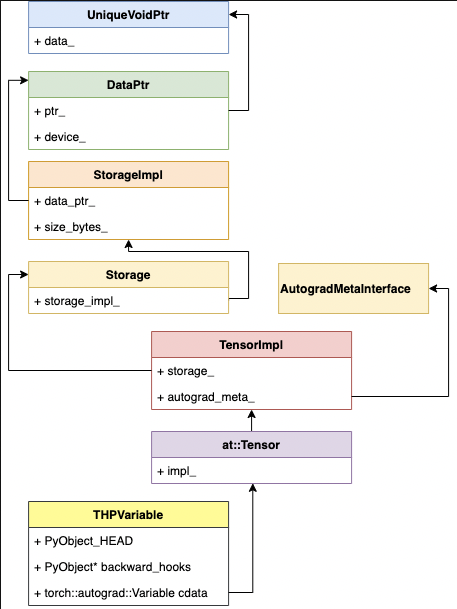 UniqueVoidPtr
+ data_
DataPtr
+ ptr_
+ device_
StorageImpl
+ data_ptr_
+ size_bytes_
Storage
+ storage_impl_
AutogradMetaInterface
TensorImpl
+ storage_
+ autograd_meta_
at::Tensor
+ impl_
THPVariable
+ PyObject_HEAD
+ PyObject* backward_hooks
+ torch::autograd::Variable cdata